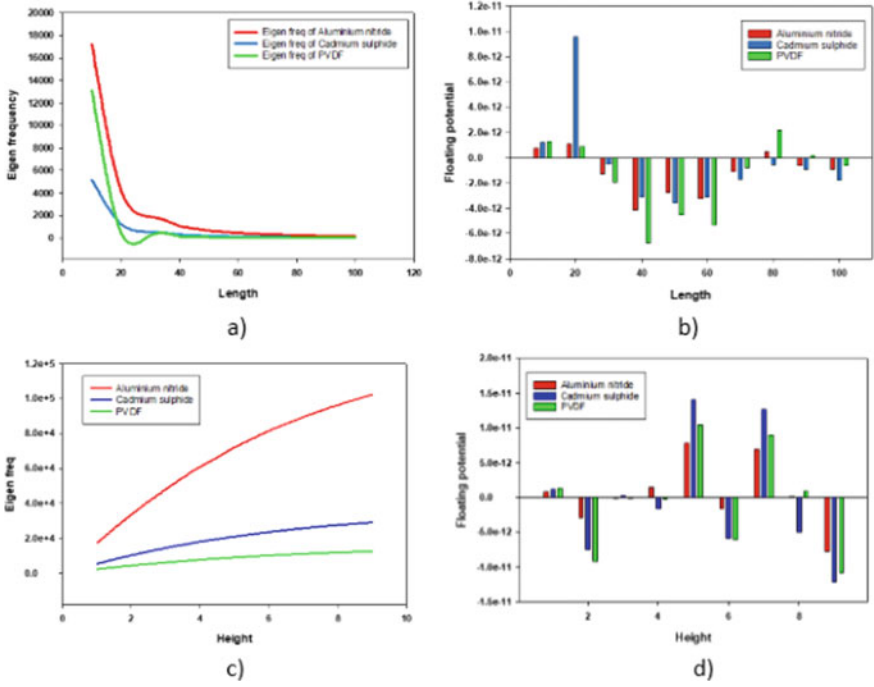 20000
18000
16000
14000
12000
10000
8000
6000
4000
2000
0
Eigen frequency
Eigen freq of Aluminium nitride
Eigen freq of Cadmium sulphide
Eigen freq of PVDF
0 20 40 60 80 100 120
Length
a)
1.2e-11
1.0e-11
8.0e-12
6.0e-12
4.0e-12
2.0e-12
0.0
-2.0e-12
-4.0e-12
-6.0e-12
-8.0e-12
Floating potential
Aluminium nitride
Cadmium sulphide
PVDF
0 20 40 60 80 100
Length
b)
1.2e+5
1.0e+5
8.0e+4
6.0e+4
4.0e+4
2.0e+4
0.0
Eigen freq
Aluminium nitride
Cadmium sulphide
PVDF
0 2 4 6 8 10
Height
c)
2.0e-11
1.5e-11
1.0e-11
5.0e-12
0.0
-5.0e-12
-1.0e-11
-1.5e-11
Floating potential
Aluminium nitride
Cadmium sulphide
PVDF
2 4 6 8
Height
d)